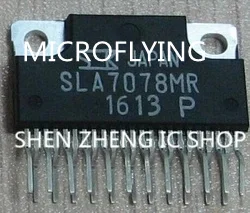 MICROFLYING
JAPAN
SLA7078MR
1613 P
SHEN ZHENG IC SHOP